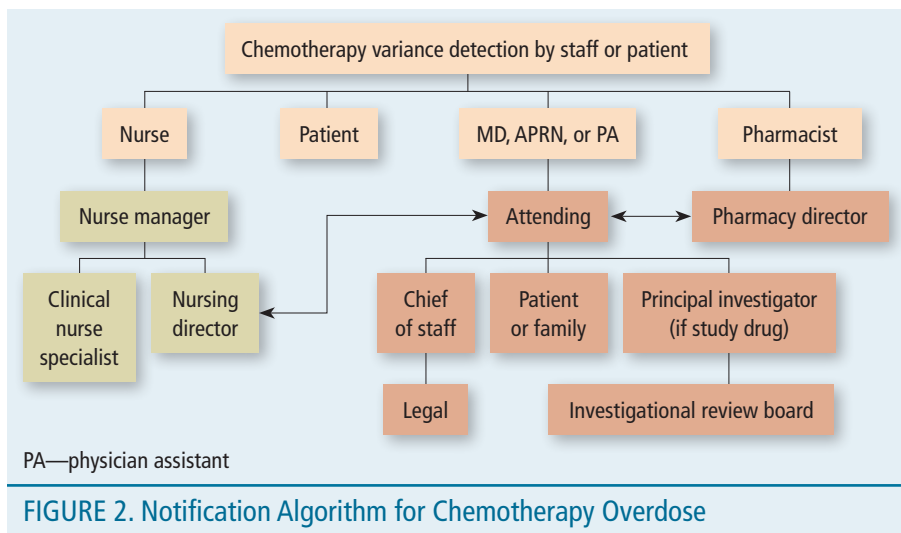 Chemotherapy variance detection by staff or patient
Nurse
Patient
MD, APRN, or PA
Pharmacist
Nurse manager
Attending
Pharmacy director
Clinical
nurse
specialist
Nursing
director
Chief
of staff
Patient
or family
Principal investigator
(if study drug)
Legal
Investigational review board
PA—physician assistant
FIGURE 2. Notification Algorithm for Chemotherapy Overdose